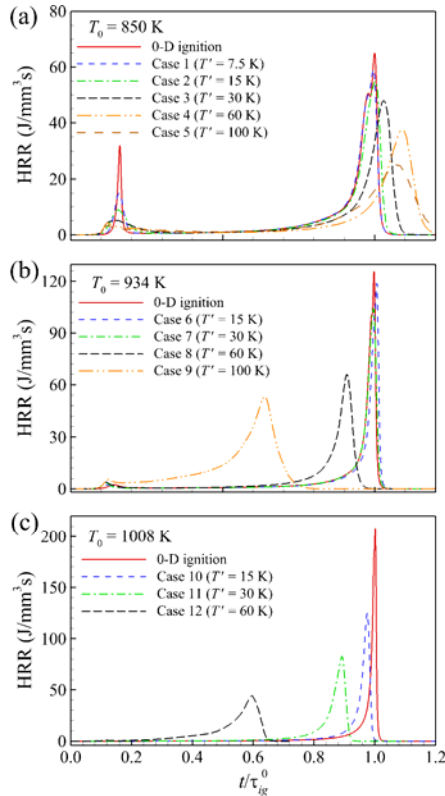 (a)
T₀ = 850 K
0-D ignition
Case 1 (T′ = 7.5 K)
Case 2 (T′ = 15 K)
Case 3 (T′ = 30 K)
Case 4 (T′ = 60 K)
Case 5 (T′ = 100 K)
HRR (J/mm³s)
80
60
40
20
0
(b)
T₀ = 934 K
0-D ignition
Case 6 (T′ = 15 K)
Case 7 (T′ = 30 K)
Case 8 (T′ = 60 K)
Case 9 (T′ = 100 K)
HRR (J/mm³s)
120
90
60
30
0
(c)
T₀ = 1008 K
0-D ignition
Case 10 (T′ = 15 K)
Case 11 (T′ = 30 K)
Case 12 (T′ = 60 K)
HRR (J/mm³s)
200
150
100
50
0
0.0 0.2 0.4 0.6 0.8 1.0 1.2
t/τ⁰ᵢg